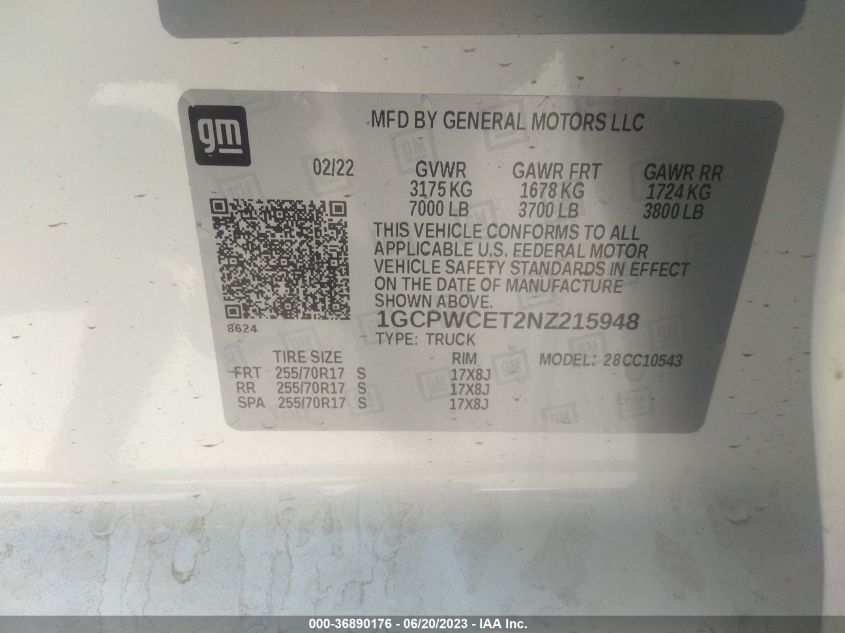 gm
MFD BY GENERAL MOTORS LLC
02/22 GVWR GAWR FRT GAWR RR
3175 KG 1678 KG 1724 KG
7000 LB 3700 LB 3800 LB
THIS VEHICLE CONFORMS TO ALL
APPLICABLE U.S. FEDERAL MOTOR
VEHICLE SAFETY STANDARDS IN EFFECT
ON THE DATE OF MANUFACTURE
SHOWN ABOVE.
8624
1GCPWCET2NZ215948
TYPE: TRUCK
TIRE SIZE RIM MODEL: 28CC10543
FRT 255/70R17 S 17X8J
RR 255/70R17 S 17X8J
SPA 255/70R17 S 17X8J
000-36890176 - 06/20/2023 - IAA Inc.